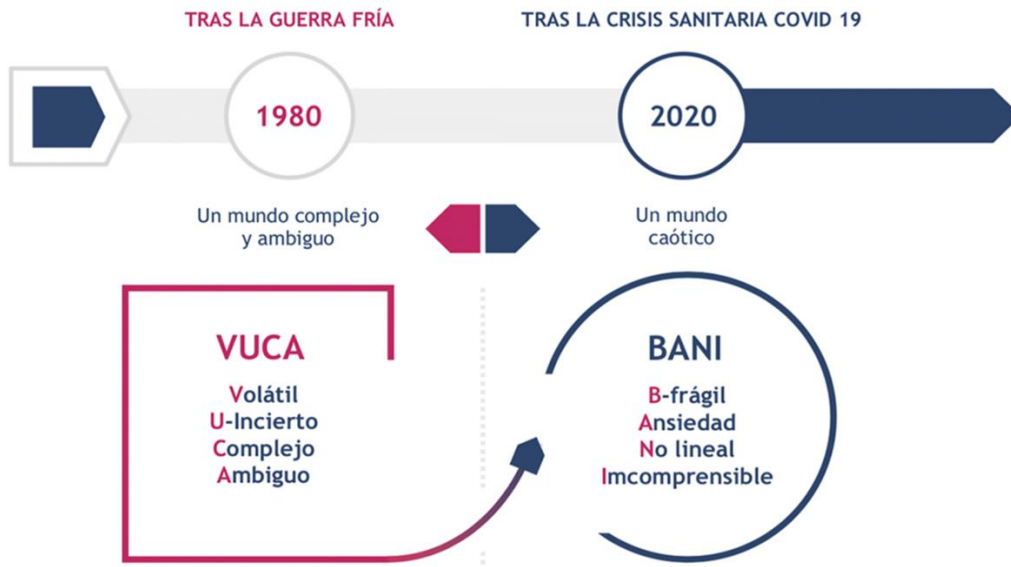 TRAS LA GUERRA FRÍA
TRAS LA CRISIS SANITARIA COVID 19
1980
2020
Un mundo complejo
y ambiguo
Un mundo
caótico
VUCA
Volátil
U-Incierto
Complejo
Ambiguo
BANI
B-frágil
Ansiedad
No lineal
Imcomprensible